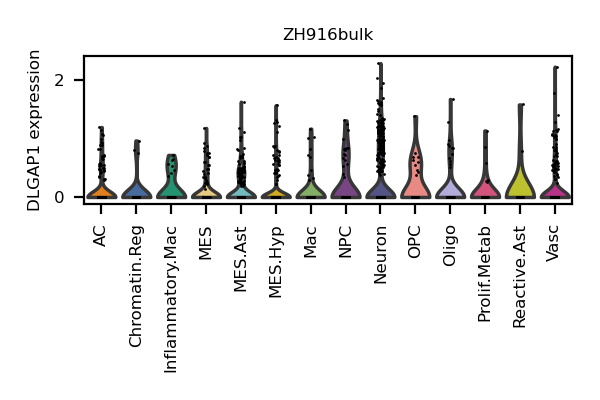 ZH916bulk
DLGAP1 expression
2
0
AC
Chromatin.Reg
Inflammatory.Mac
MES
MES.Ast
MES.Hyp
Mac
NPC
Neuron
OPC
Oligo
Prolif.Metab
Reactive.Ast
Vasc